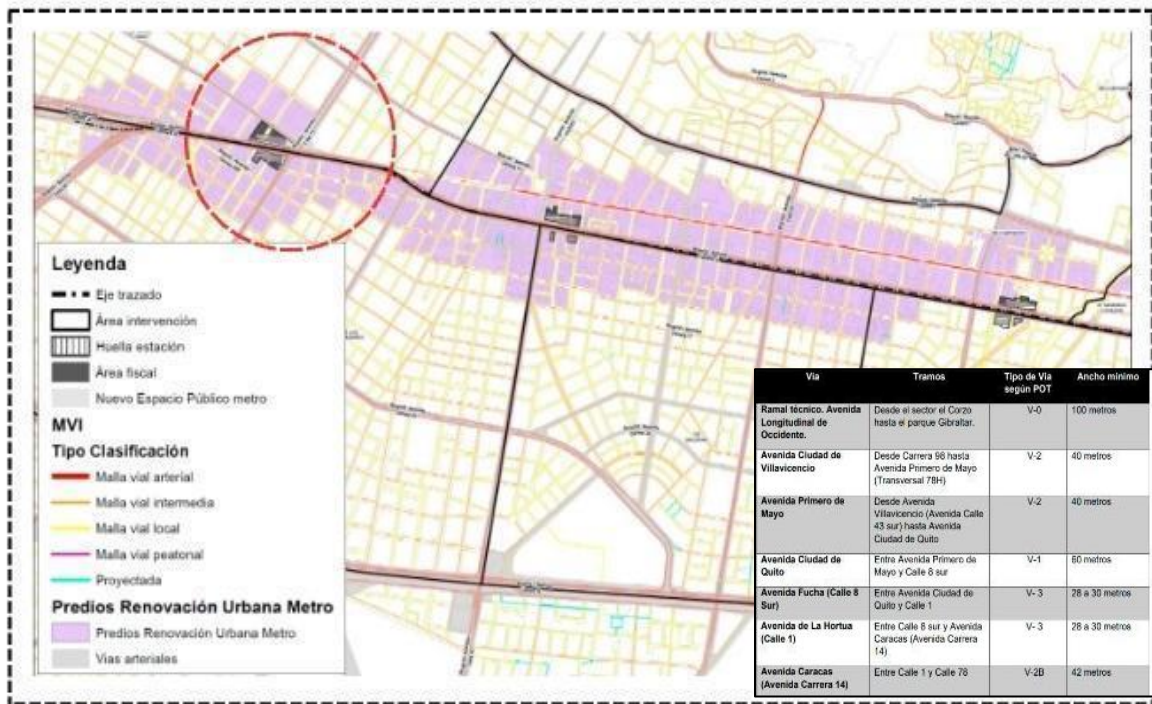 Leyenda
Eje trazado
Área intervención
Huella estación
Área fiscal
Nuevo Espacio Público metro
MVI
Tipo Clasificación
Malla vial arterial
Malla vial intermedia
Malla vial local
Malla vial peatonal
Proyectada
Predios Renovación Urbana Metro
Predios Renovación Urbana Metro
Vias arteriales
Via Tramos Tipo de Via Ancho minimo
según POT
Ramal técnico. Avenida Desde el sector el Corzo V-0 100 metros
Longitudinal de hasta el parque Gibraltar.
Occidente.
Avenida Ciudad de Desde Carrera 98 hasta V-2 40 metros
Villavicencio Avenida Primero de
Mayo (Transversal 78H)
Avenida Primero de Desde Avenida V-2 40 metros
Mayo Villavicencio (Avenida Calle
43 sur) hasta Avenida
Ciudad de Quito
Avenida Ciudad de Entre Avenida Primero de V-1 60 metros
Quito Mayo y Calle 8 sur
Avenida Fucha (Calle 8 Entre Avenida Ciudad de V- 3 28 a 30 metros
Sur) Quito y Calle 1
Avenida de La Hortua Entre Calle 8 sur y Avenida V- 3 28 a 30 metros
(Calle 1) Caracas (Avenida Carrera
14)
Avenida Caracas Entre Calle 1 y Calle 78 V-2B 42 metros
(Avenida Carrera 14)